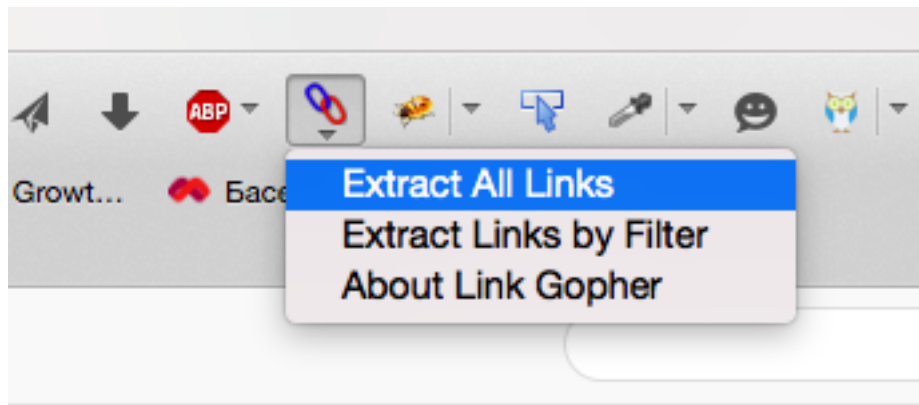 ABP
Growt...
Басе
Extract All Links
Extract Links by Filter
About Link Gopher